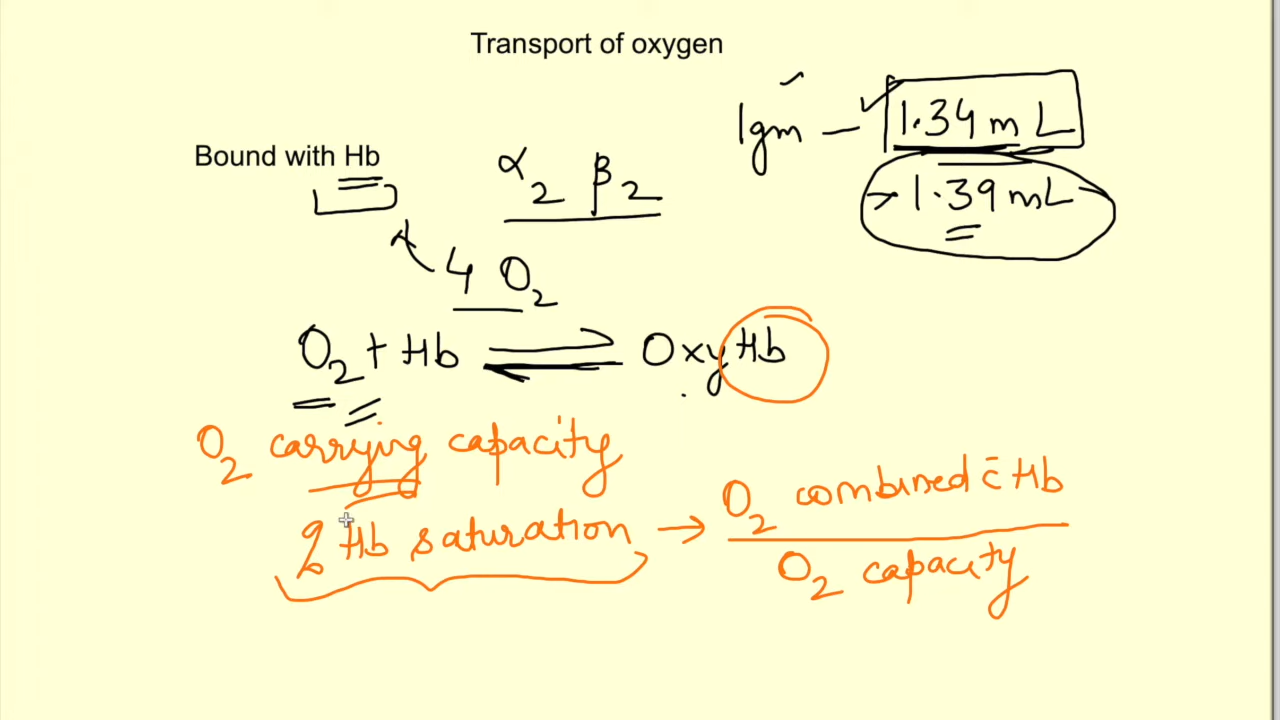 Transport of oxygen
1gm — 1.34 mL
Bound with Hb
α₂ β₂
→ 1.39 mL
4 O₂
O₂ + Hb ⇌ OxyHb
O₂ carrying capacity
% Hb saturation → O₂ combined c̄ Hb
O₂ capacity